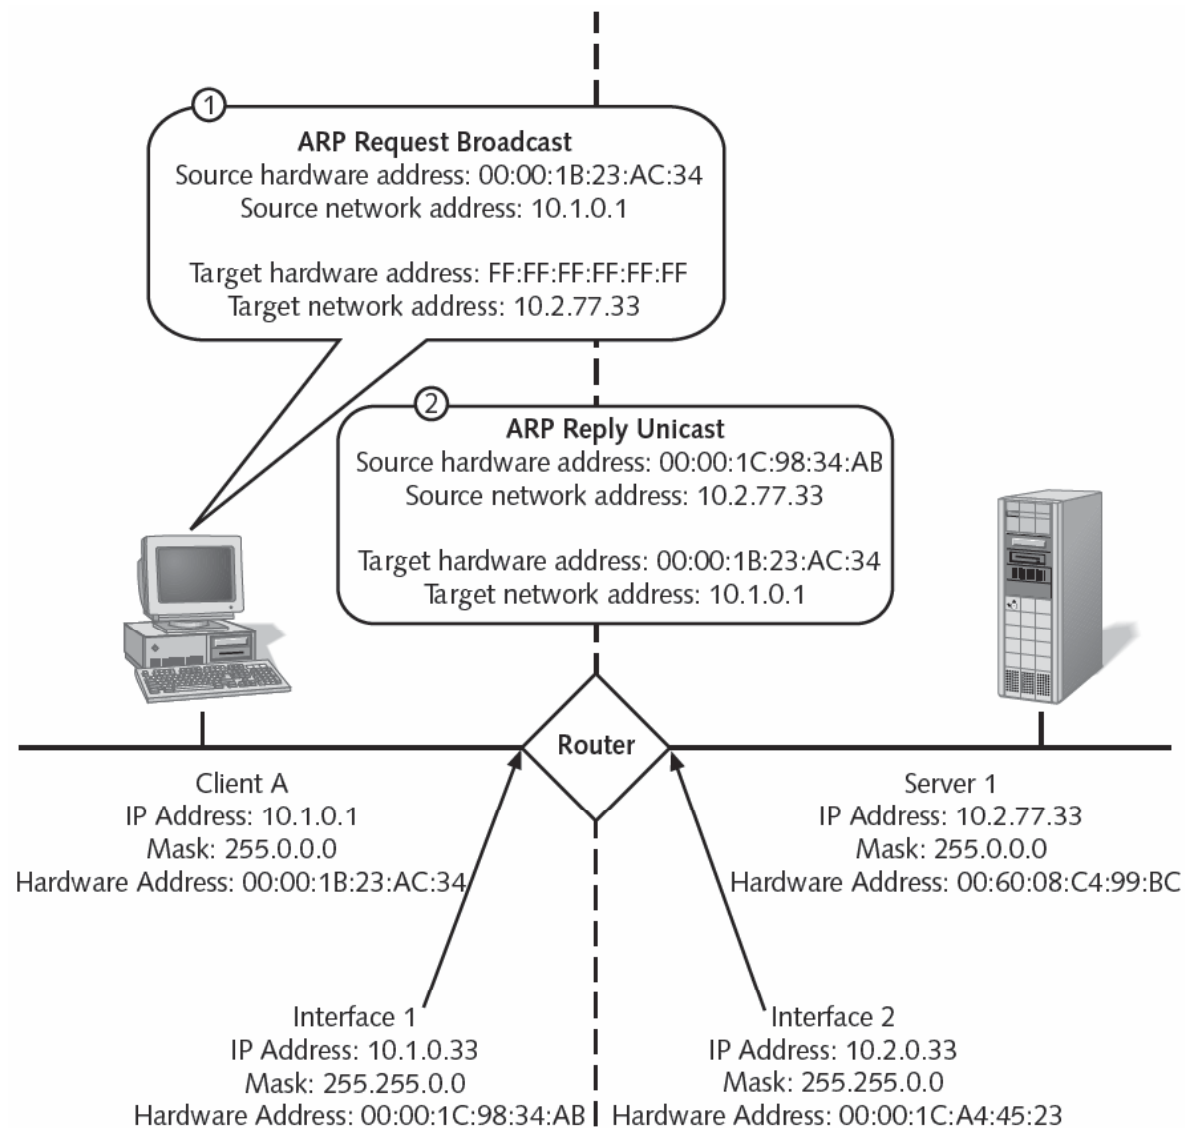 1
ARP Request Broadcast
Source hardware address: 00:00:1B:23:AC:34
Source network address: 10.1.0.1
Target hardware address: FF:FF:FF:FF:FF:FF
Target network address: 10.2.77.33
2
ARP Reply Unicast
Source hardware address: 00:00:1C:98:34:AB
Source network address: 10.2.77.33
Target hardware address: 00:00:1B:23:AC:34
Target network address: 10.1.0.1
Router
Client A
IP Address: 10.1.0.1
Mask: 255.0.0.0
Hardware Address: 00:00:1B:23:AC:34
Server 1
IP Address: 10.2.77.33
Mask: 255.0.0.0
Hardware Address: 00:60:08:C4:99:BC
Interface 1
IP Address: 10.1.0.33
Mask: 255.255.0.0
Hardware Address: 00:00:1C:98:34:AB
Interface 2
IP Address: 10.2.0.33
Mask: 255.255.0.0
Hardware Address: 00:00:1C:A4:45:23